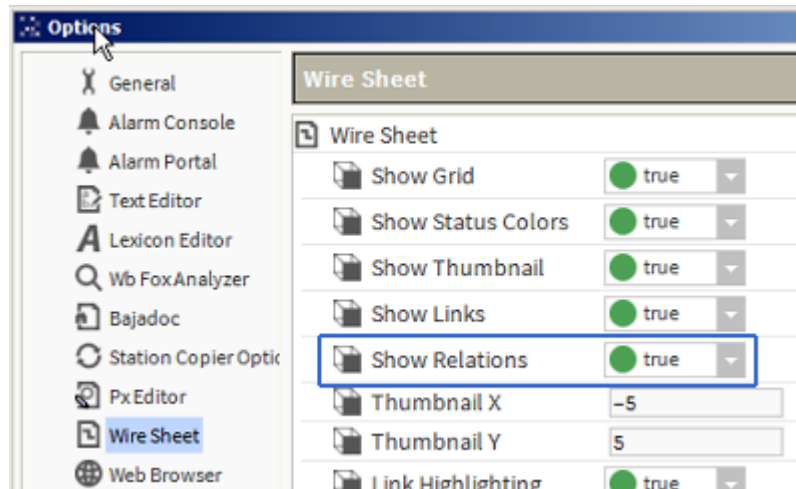 Options
General
Alarm Console
Alarm Portal
Text Editor
Lexicon Editor
Wb FoxAnalyzer
Bajadoc
Station Copier Optic
Px Editor
Wire Sheet
Web Browser
Wire Sheet
Wire Sheet
Show Grid true
Show Status Colors true
Show Thumbnail true
Show Links true
Show Relations true
Thumbnail X -5
Thumbnail Y 5
Link Highlighting true